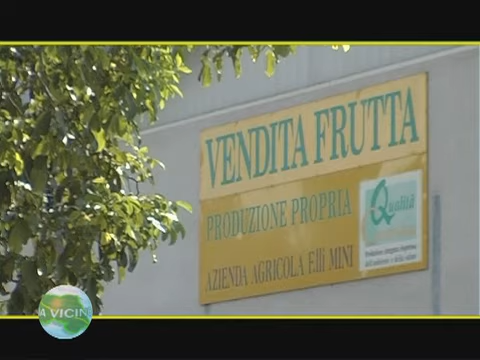 VENDITA FRUTTA
PRODUZIONE PROPRIA
AZIENDA AGRICOLA F.lli MINI
Qualità
A VICIN